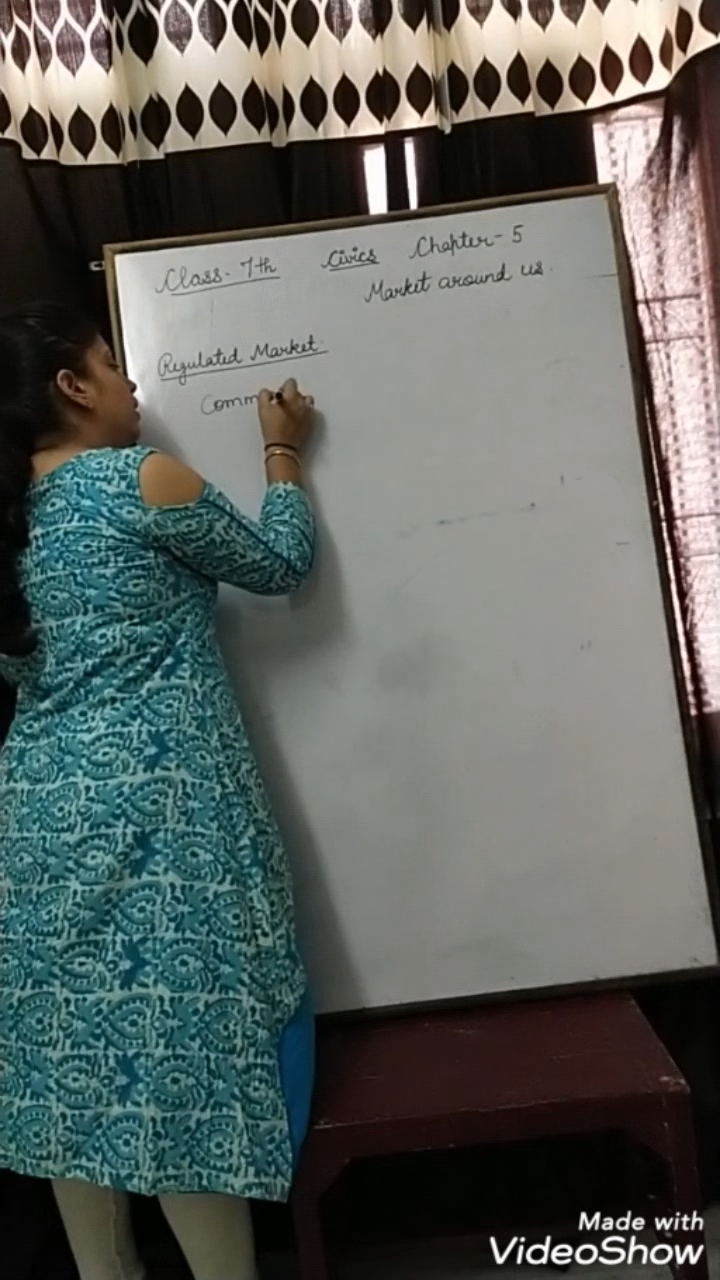 Class - 7th Civics Chapter - 5
Market around us.
Regulated Market
Comm
Made with
VideoShow